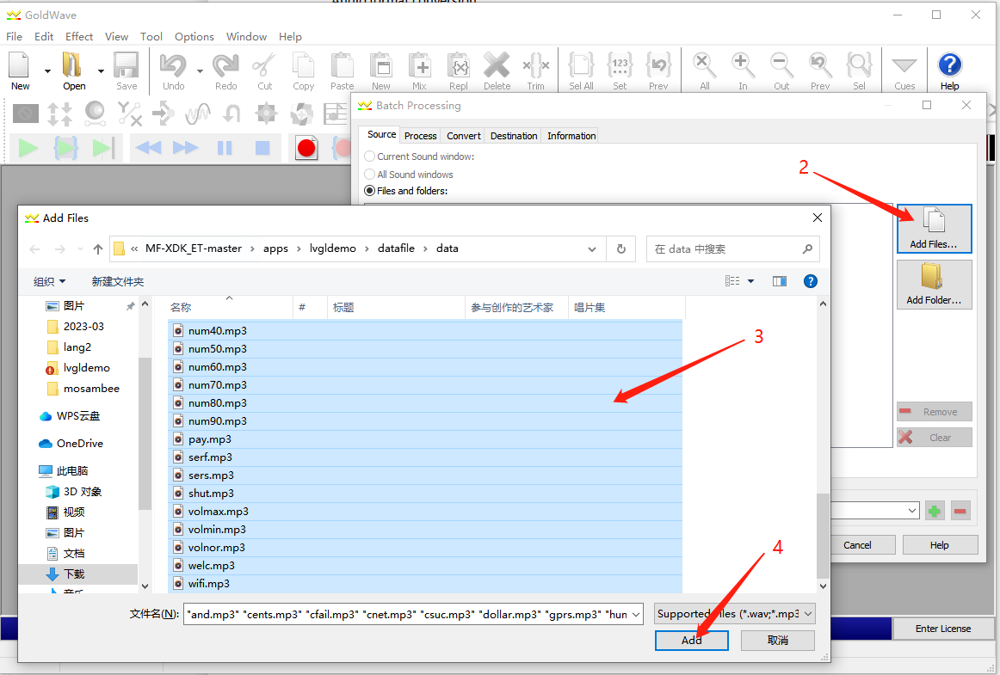 Audio format conversion
GoldWave
File Edit Effect View Tool Options Window Help
New Open Save Undo Redo Cut Copy Paste New Mix Repl Delete Trim Sel All Set Prev All In Out Prev Sel Cues Help
123
Batch Processing
Source Process Convert Destination Information
Current Sound window:
All Sound windows
Files and folders:
2
Add Files...
Add Folder...
Remove
Clear
Cancel Help
Add Files
« MF-XDK_ET-master › apps › lvgldemo › datafile › data
在 data 中搜索
组织 新建文件夹
图片
2023-03
lang2
lvgldemo
mosambee
WPS云盘
OneDrive
此电脑
3D 对象
视频
图片
文档
下载
音乐
名称 # 标题 参与创作的艺术家 唱片集
num40.mp3
num50.mp3
num60.mp3
num70.mp3
num80.mp3
num90.mp3
pay.mp3
serf.mp3
sers.mp3
shut.mp3
volmax.mp3
volmin.mp3
volnor.mp3
welc.mp3
wifi.mp3
3
4
文件名(N): "and.mp3" "cents.mp3" "cfail.mp3" "cnet.mp3" "csuc.mp3" "dollar.mp3" "gprs.mp3" "hun
Supported files (*.wav;*.mp3
Add 取消
Enter License